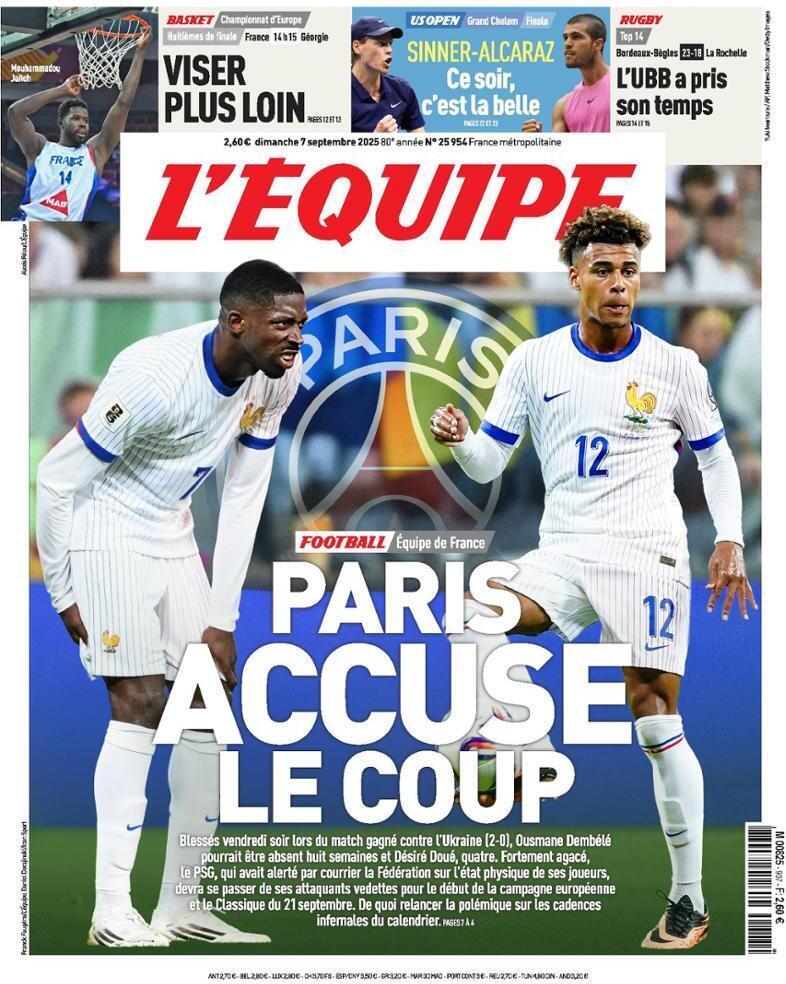 BASKET Championnat d'Europe
Huitièmes de finale France 14h15 Géorgie
VISER
PLUS LOIN PAGES 12 ET 13
Mouhammadou
Jaiteh
FRANCE
14
MAIF
US OPEN Grand Chelem Finale
SINNER-ALCARAZ
Ce soir,
c'est la belle
PAGES 22 ET 23
RUGBY
Top 14
Bordeaux-Bègles 23-18 La Rochelle
L'UBB a pris
son temps
PAGES 14 ET 15
2,60 € dimanche 7 septembre 2025 80e année N° 25 954 France métropolitaine
L'ÉQUIPE
PARIS
7
12
12
FOOTBALL Équipe de France
PARIS
ACCUSE
LE COUP
Blessés vendredi soir lors du match gagné contre l'Ukraine (2-0), Ousmane Dembélé
pourrait être absent huit semaines et Désiré Doué, quatre. Fortement agacé,
le PSG, qui avait alerté par courrier la Fédération sur l'état physique de ses joueurs,
devra se passer de ses attaquants vedettes pour le début de la campagne européenne
et le Classique du 21 septembre. De quoi relancer la polémique sur les cadences
infernales du calendrier. PAGES 2 À 4
M 00825 - 907 - F: 2,60 €